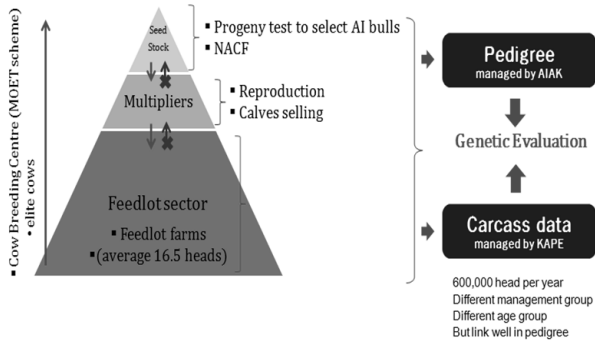 Cow Breeding Centre (MOET scheme)
elite cows
Seed
Stock
Progeny test to select AI bulls
NACF
Multipliers
Reproduction
Calves selling
Feedlot sector
Feedlot farms
(average 16.5 heads)
Pedigree
managed by AIAK
Genetic Evaluation
Carcass data
managed by KAPE
600,000 head per year
Different management group
Different age group
But link well in pedigree